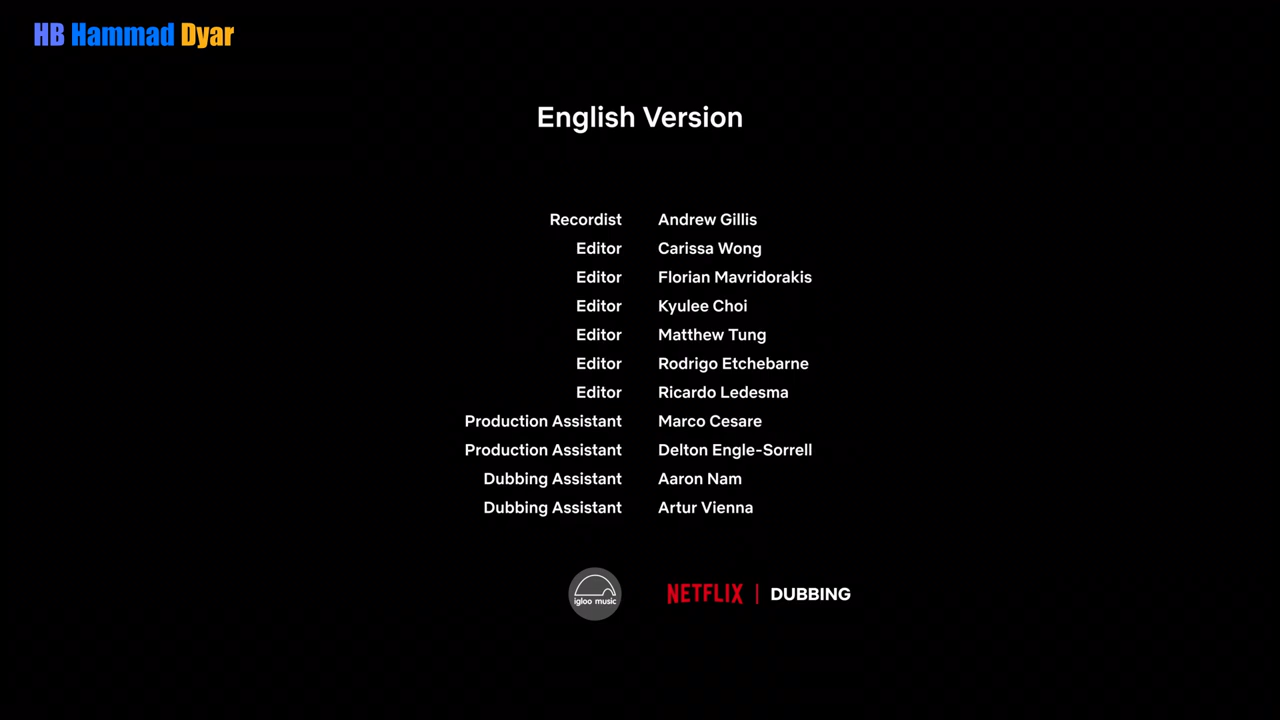 HB Hammad Dyar
English Version
Recordist Andrew Gillis
Editor Carissa Wong
Editor Florian Mavridorakis
Editor Kyulee Choi
Editor Matthew Tung
Editor Rodrigo Etchebarne
Editor Ricardo Ledesma
Production Assistant Marco Cesare
Production Assistant Delton Engle-Sorrell
Dubbing Assistant Aaron Nam
Dubbing Assistant Artur Vienna
igloo music NETFLIX | DUBBING